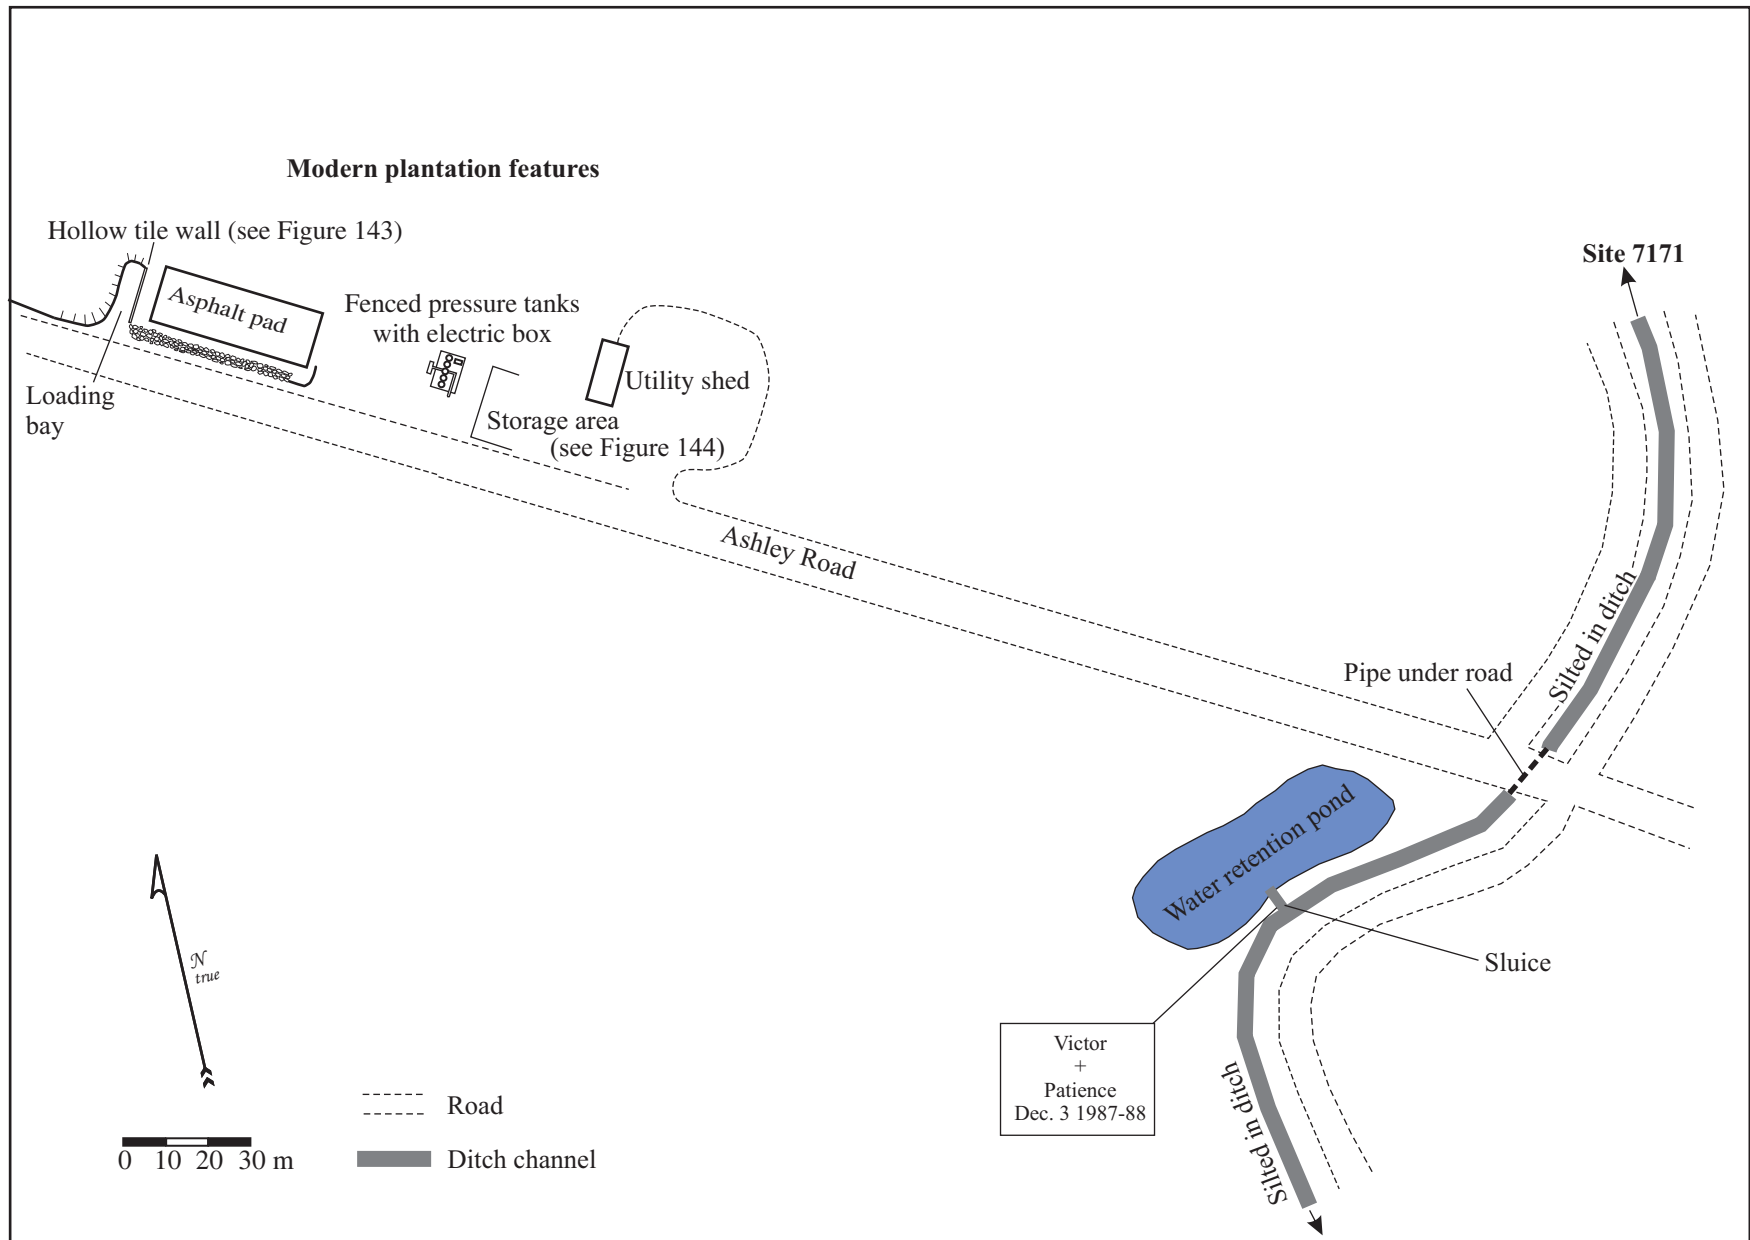 Modern plantation features
Hollow tile wall (see Figure 143)
Site 7171
Asphalt pad
Fenced pressure tanks
with electric box
Loading
bay
Utility shed
Storage area
(see Figure 144)
Ashley Road
Silted in ditch
Pipe under road
Water retention pond
Sluice
N
true
Victor
+
Patience
Dec. 3 1987-88
Silted in ditch
Road
Ditch channel
0 10 20 30 m